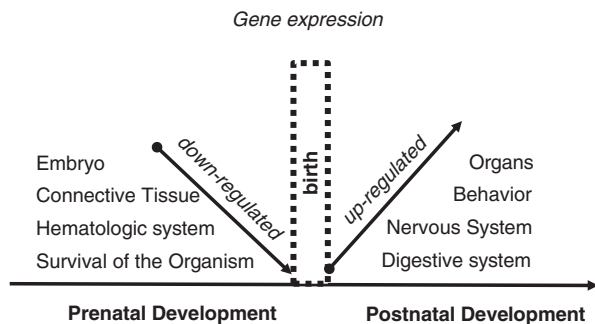 Gene expression
down-regulated
birth
up-regulated
Embryo
Connective Tissue
Hematologic system
Survival of the Organism
Organs
Behavior
Nervous System
Digestive system
Prenatal Development
Postnatal Development